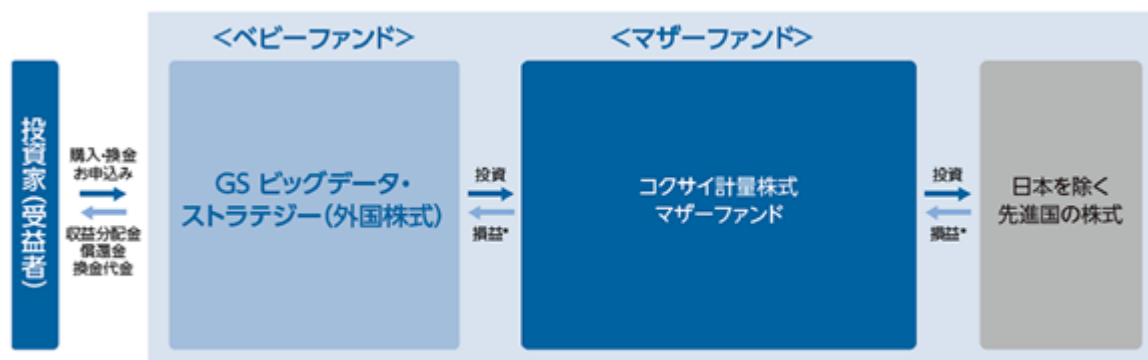 <ベビーファンド>
<マザーファンド>
投資家(受益者)
購入・換金
お申込み
収益分配金
償還金
換金代金
GS ビッグデータ・
ストラテジー(外国株式)
投資
損益*
コクサイ計量株式
マザーファンド
投資
損益*
日本を除く
先進国の株式